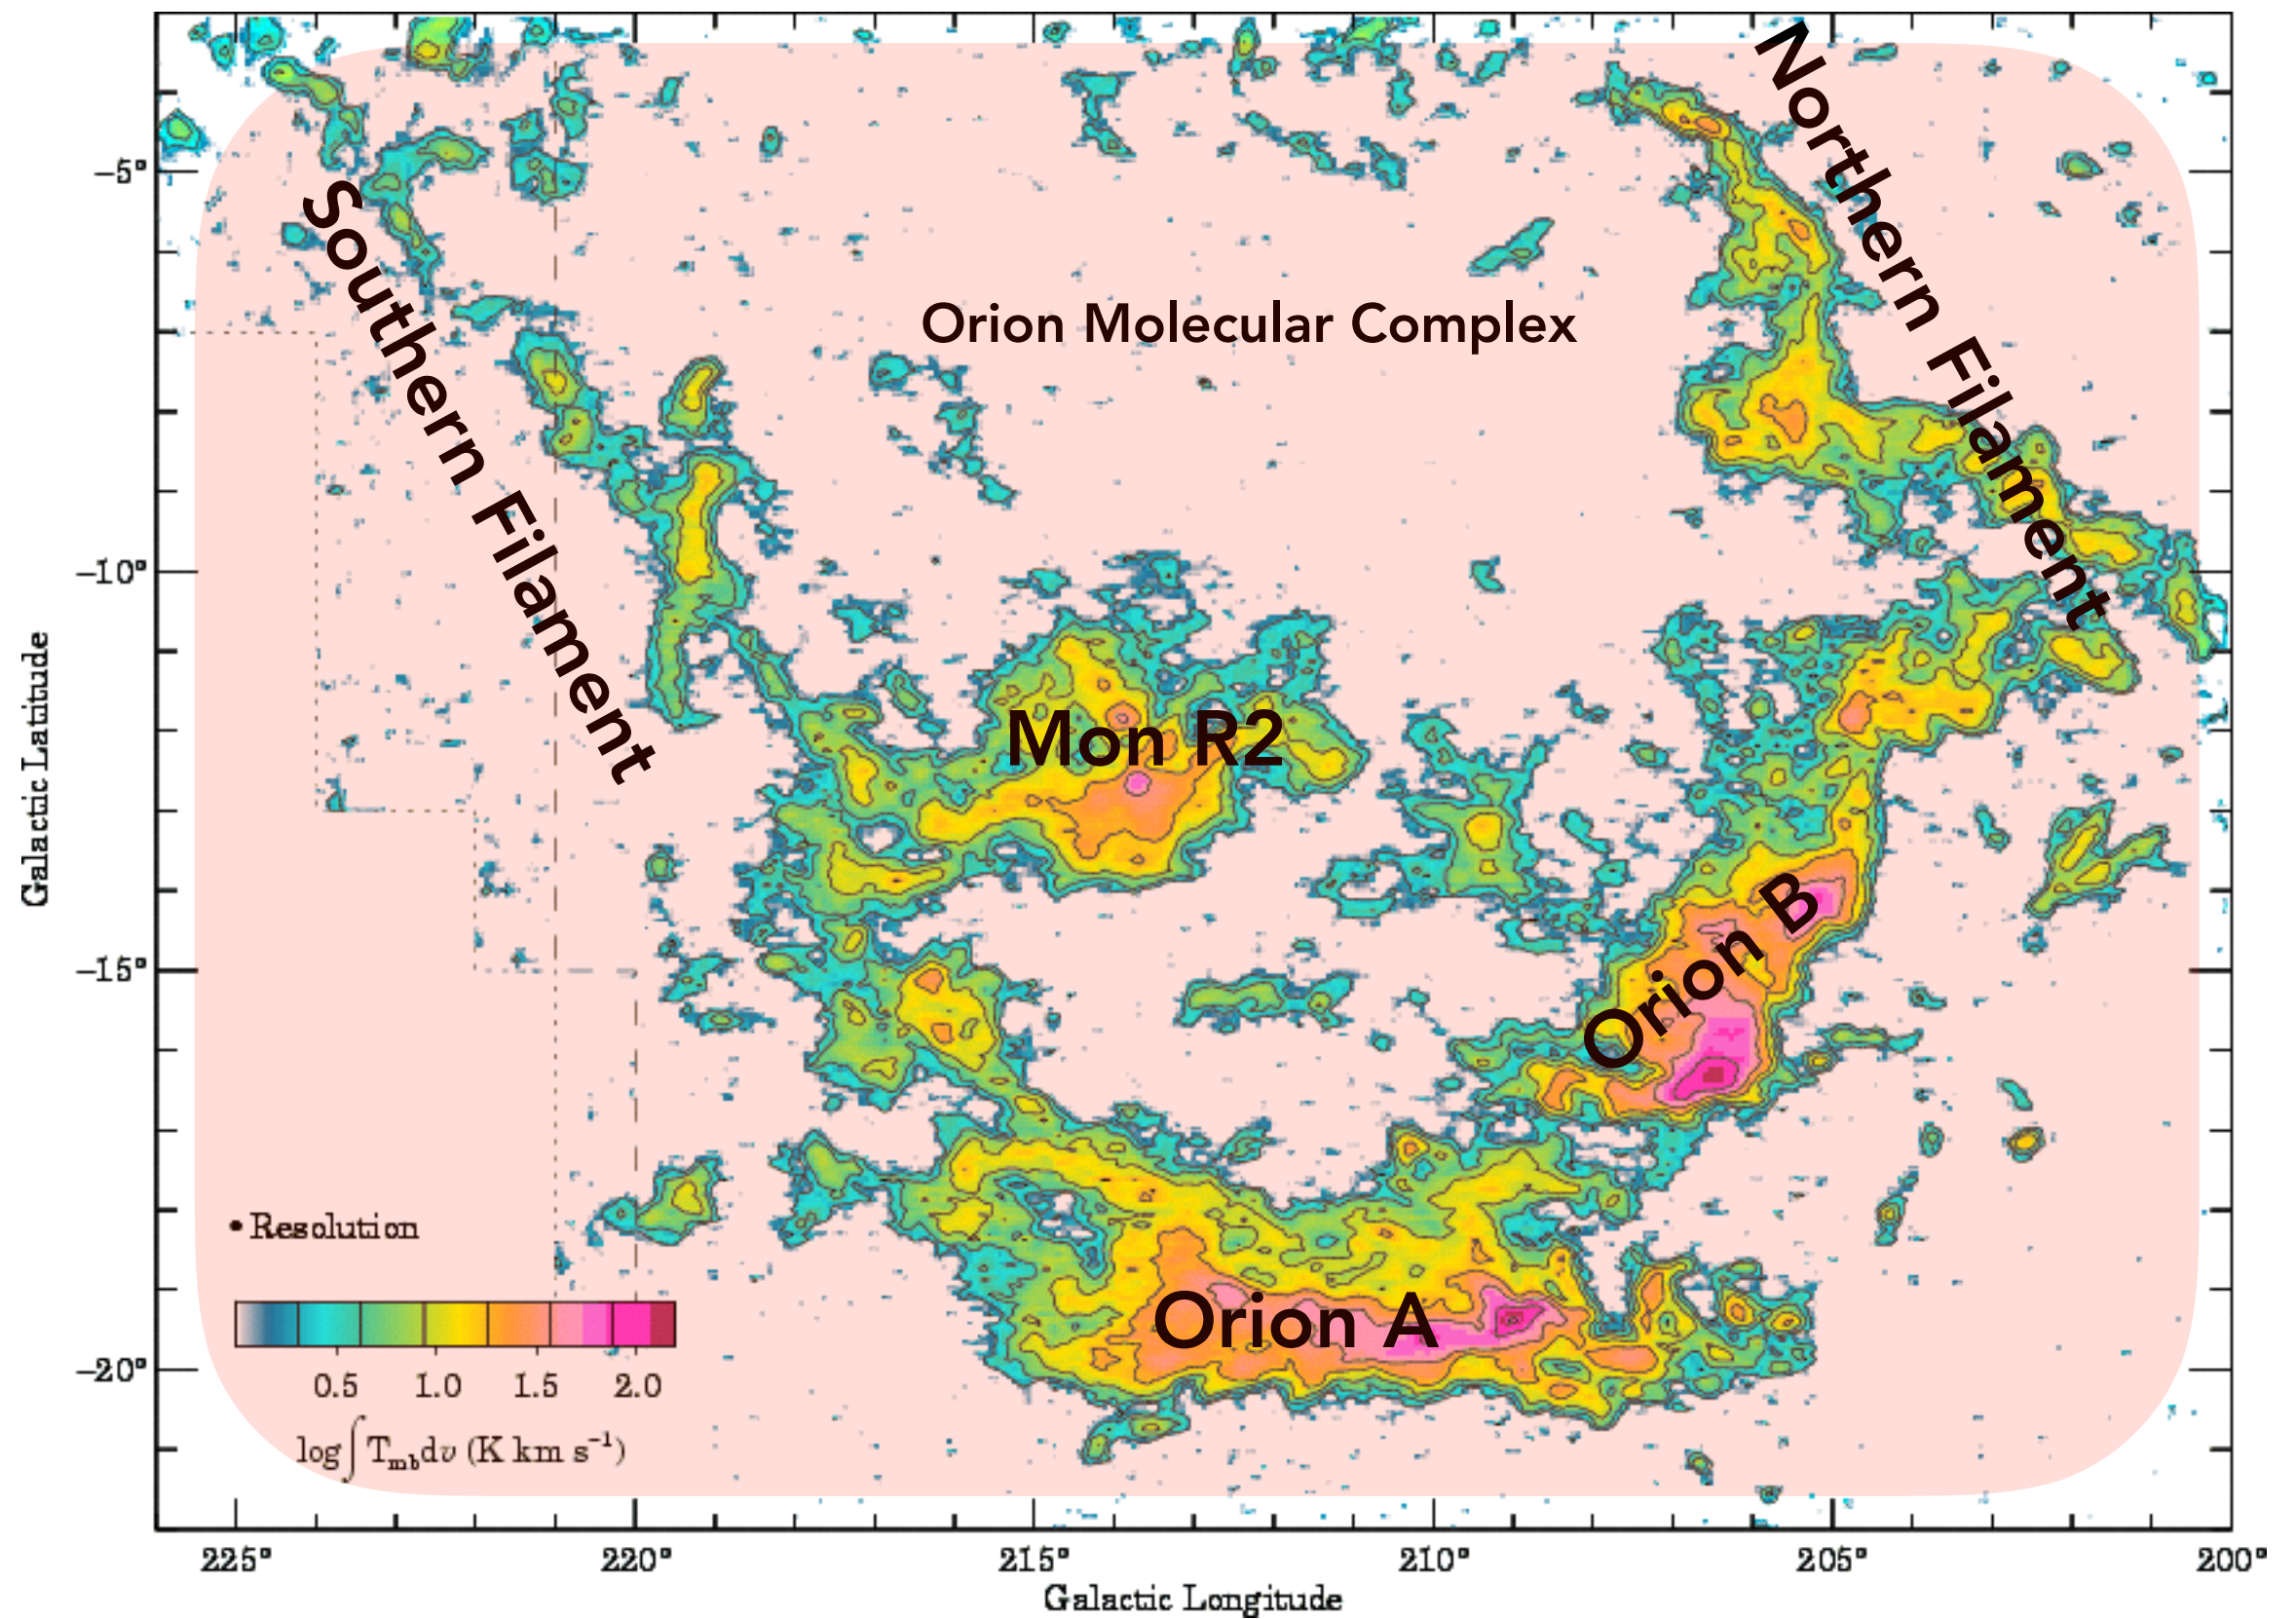 Northern Filament
−5°
Southern Filament
Orion Molecular Complex
−10°
Galactic Latitude
Mon R2
Orion B
−15°
Resolution
Orion A
−20°
0.5 1.0 1.5 2.0
log∫T_mb dv (K km s⁻¹)
225° 220° 215° 210° 205° 200°
Galactic Longitude